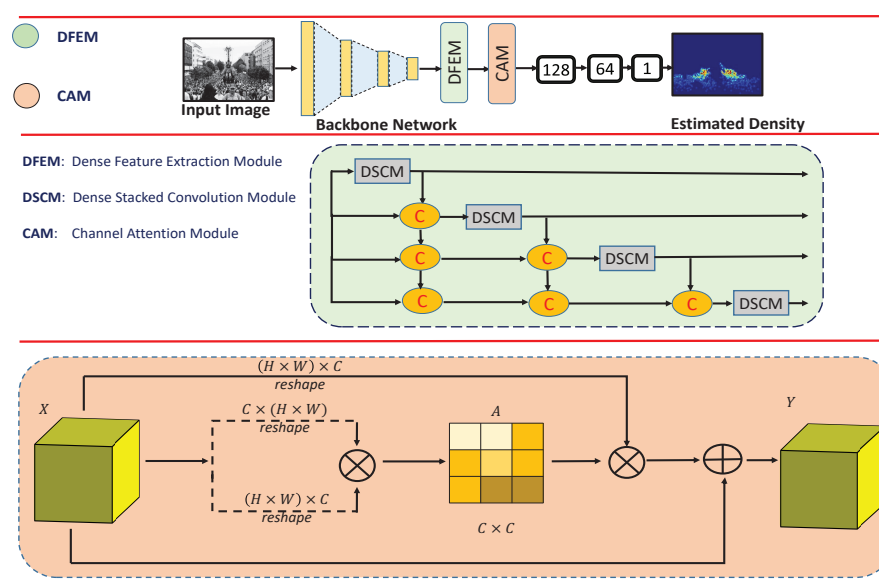 DFEM
CAM
Input Image
Backbone Network
DFEM
CAM
128
64
1
Estimated Density
DFEM: Dense Feature Extraction Module
DSCM: Dense Stacked Convolution Module
CAM: Channel Attention Module
DSCM
C
DSCM
C
C
DSCM
C
C
C
DSCM
(H × W) × C
reshape
X
C × (H × W)
reshape
(H × W) × C
reshape
A
C × C
Y